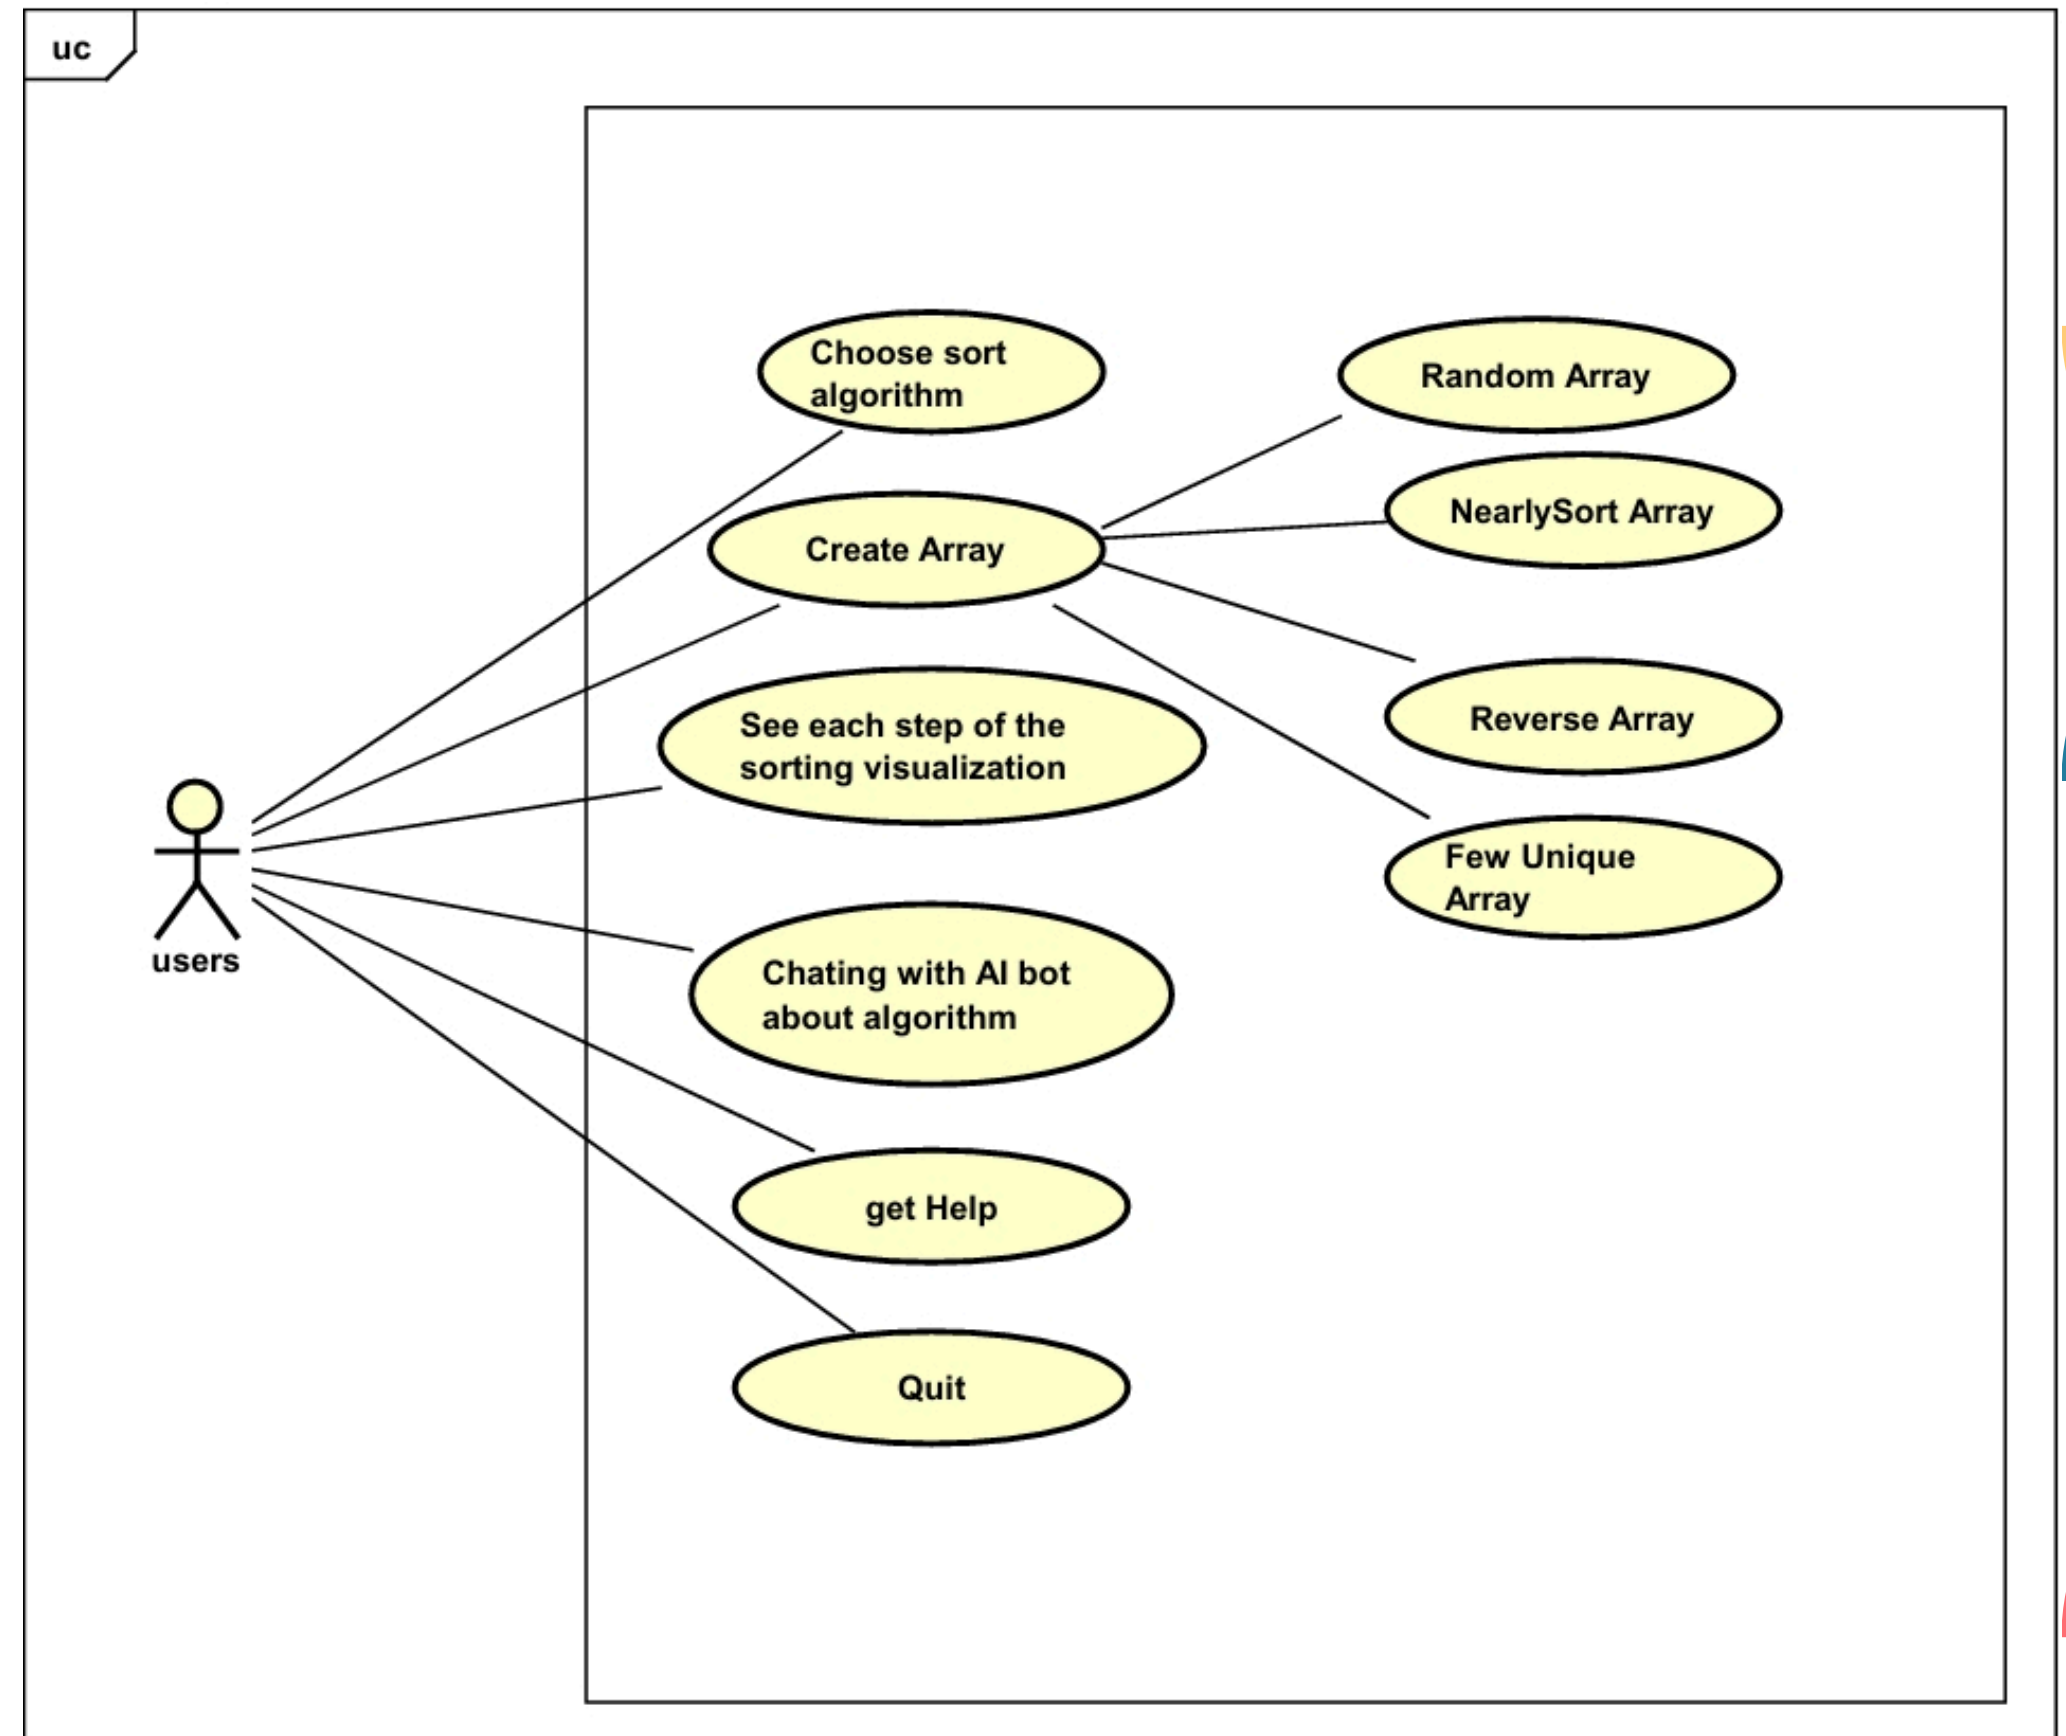 uc
Choose sort
algorithm
Random Array
NearlySort Array
Create Array
Reverse Array
See each step of the
sorting visualization
Few Unique
Array
users
Chating with AI bot
about algorithm
get Help
Quit